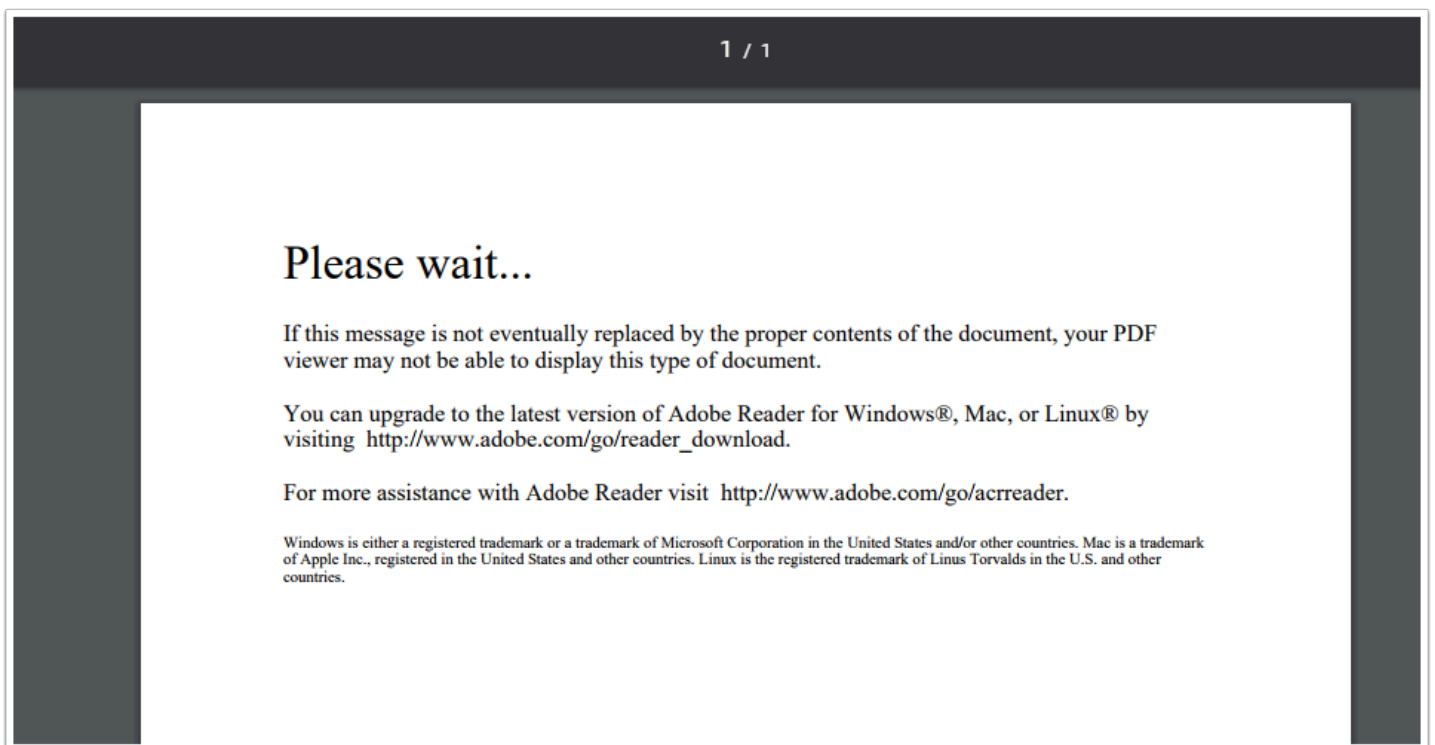 1 / 1
Please wait...
If this message is not eventually replaced by the proper contents of the document, your PDF
viewer may not be able to display this type of document.
You can upgrade to the latest version of Adobe Reader for Windows®, Mac, or Linux® by
visiting  http://www.adobe.com/go/reader_download.
For more assistance with Adobe Reader visit  http://www.adobe.com/go/acrreader.
Windows is either a registered trademark or a trademark of Microsoft Corporation in the United States and/or other countries. Mac is a trademark
of Apple Inc., registered in the United States and other countries. Linux is the registered trademark of Linus Torvalds in the U.S. and other
countries.